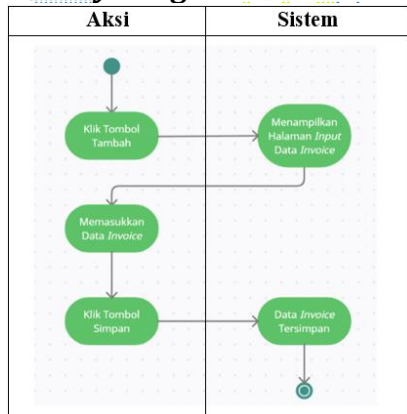 Aksi
Sistem
Klik Tombol
Tambah
Menampilkan
Halaman Input
Data Invoice
Memasukkan
Data Invoice
Klik Tombol
Simpan
Data Invoice
Tersimpan